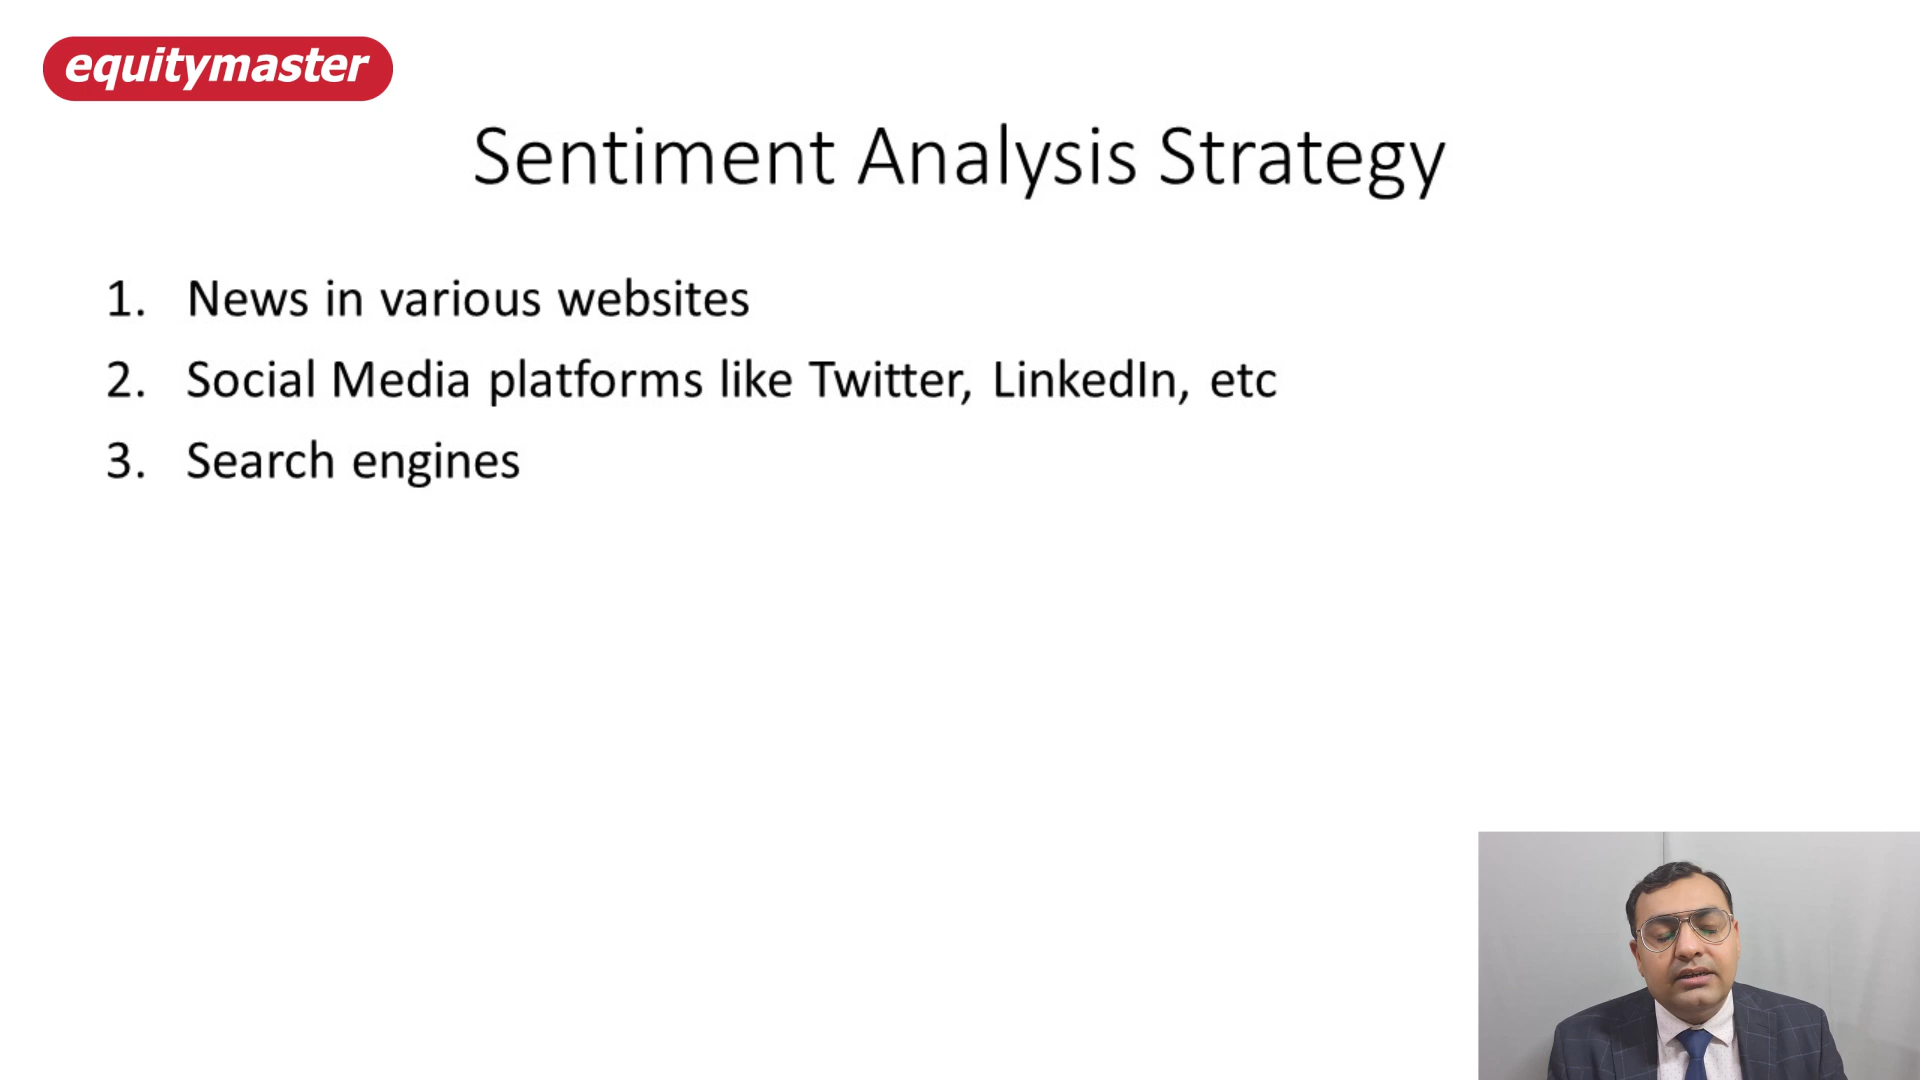 equitymaster
Sentiment Analysis Strategy
1. News in various websites
2. Social Media platforms like Twitter, LinkedIn, etc
3. Search engines